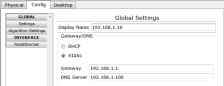 Physical Config Desktop
GLOBAL
Settings
Algorithm Settings
INTERFACE
FastEthernet
Global Settings
Display Name 192.168.1.10
Gateway/DNS
DHCP
Static
Gateway 192.168.1.1
DNS Server 192.168.1.100